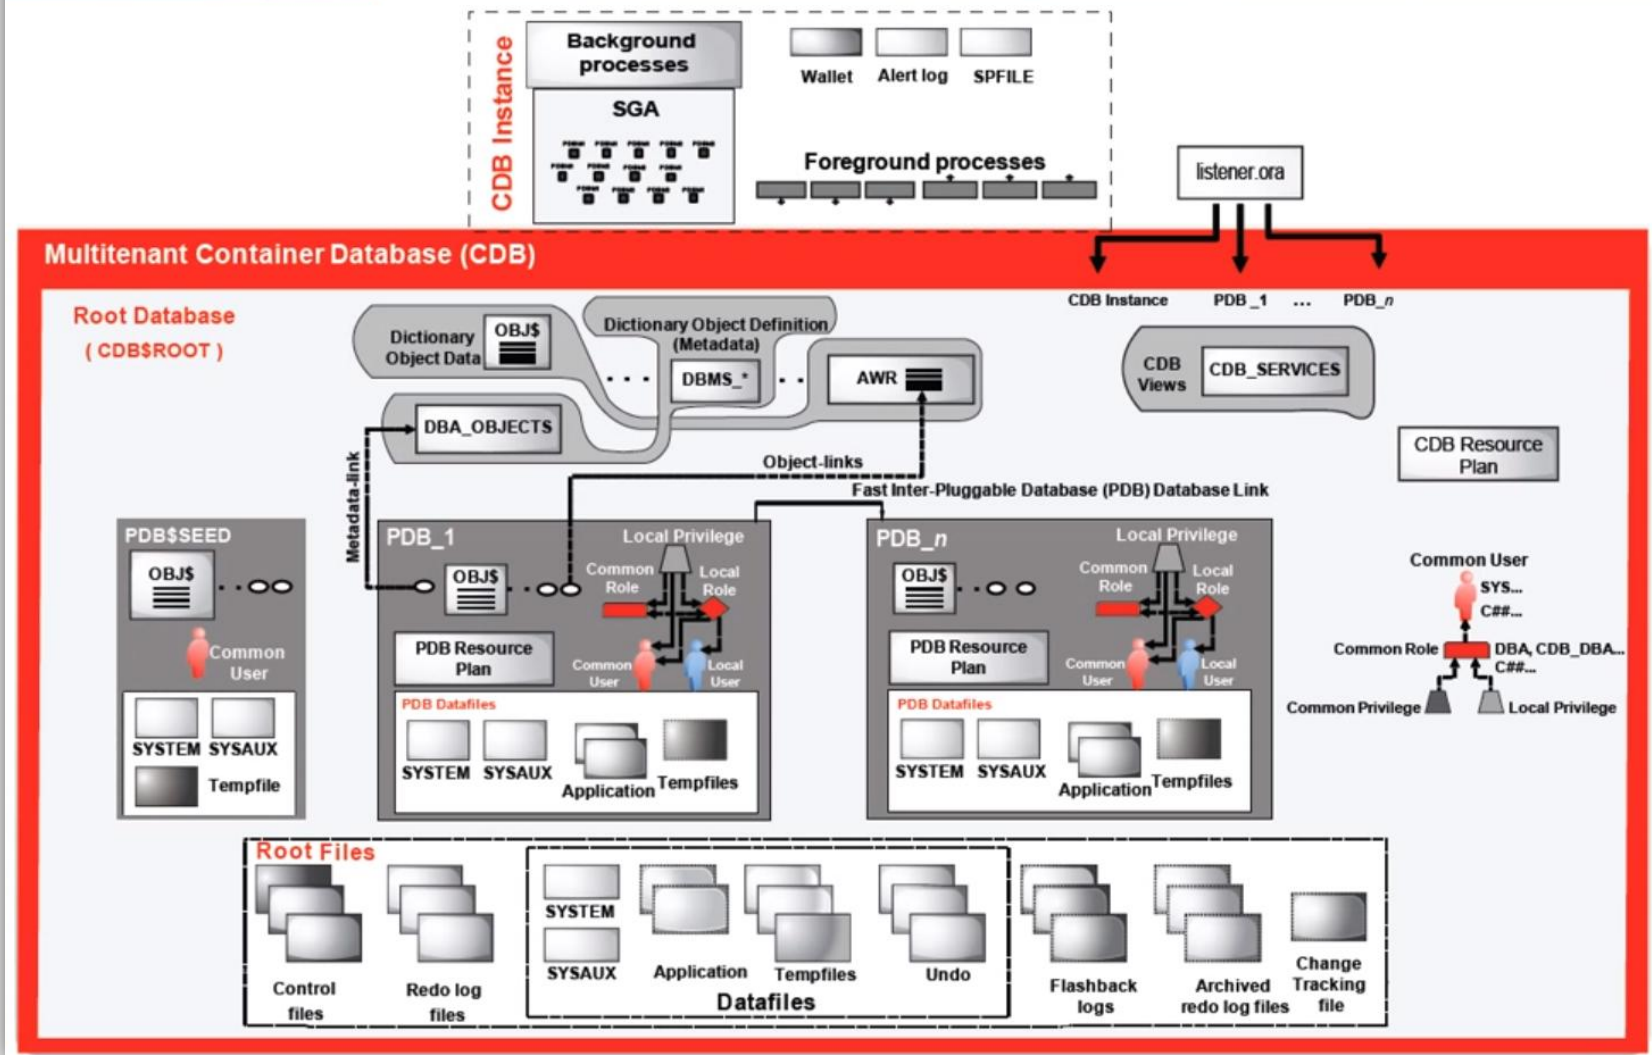 CDB Instance
Background
processes
SGA
Wallet
Alert log
SPFILE
Foreground processes
listener.ora
Multitenant Container Database (CDB)
CDB Instance
PDB_1
...
PDB_n
Root Database
( CDB$ROOT )
Dictionary
Object Data
OBJ$
Dictionary Object Definition
(Metadata)
DBMS_*
AWR
DBA_OBJECTS
CDB
Views
CDB_SERVICES
CDB Resource
Plan
Metadata-link
Object-links
Fast Inter-Pluggable Database (PDB) Database Link
PDB$SEED
OBJ$
Common
User
SYSTEM
SYSAUX
Tempfile
PDB_1
Local Privilege
OBJ$
Common
Role
Local
Role
PDB Resource
Plan
Common
User
Local
User
PDB Datafiles
SYSTEM
SYSAUX
Application
Tempfiles
PDB_n
Local Privilege
OBJ$
Common
Role
Local
Role
PDB Resource
Plan
Common
User
Local
User
PDB Datafiles
SYSTEM
SYSAUX
Application
Tempfiles
Common User
SYS...
C##...
Common Role
DBA, CDB_DBA...
C##...
Common Privilege
Local Privilege
Root Files
Control
files
Redo log
files
SYSTEM
SYSAUX
Application
Tempfiles
Undo
Datafiles
Flashback
logs
Archived
redo log files
Change
Tracking
file